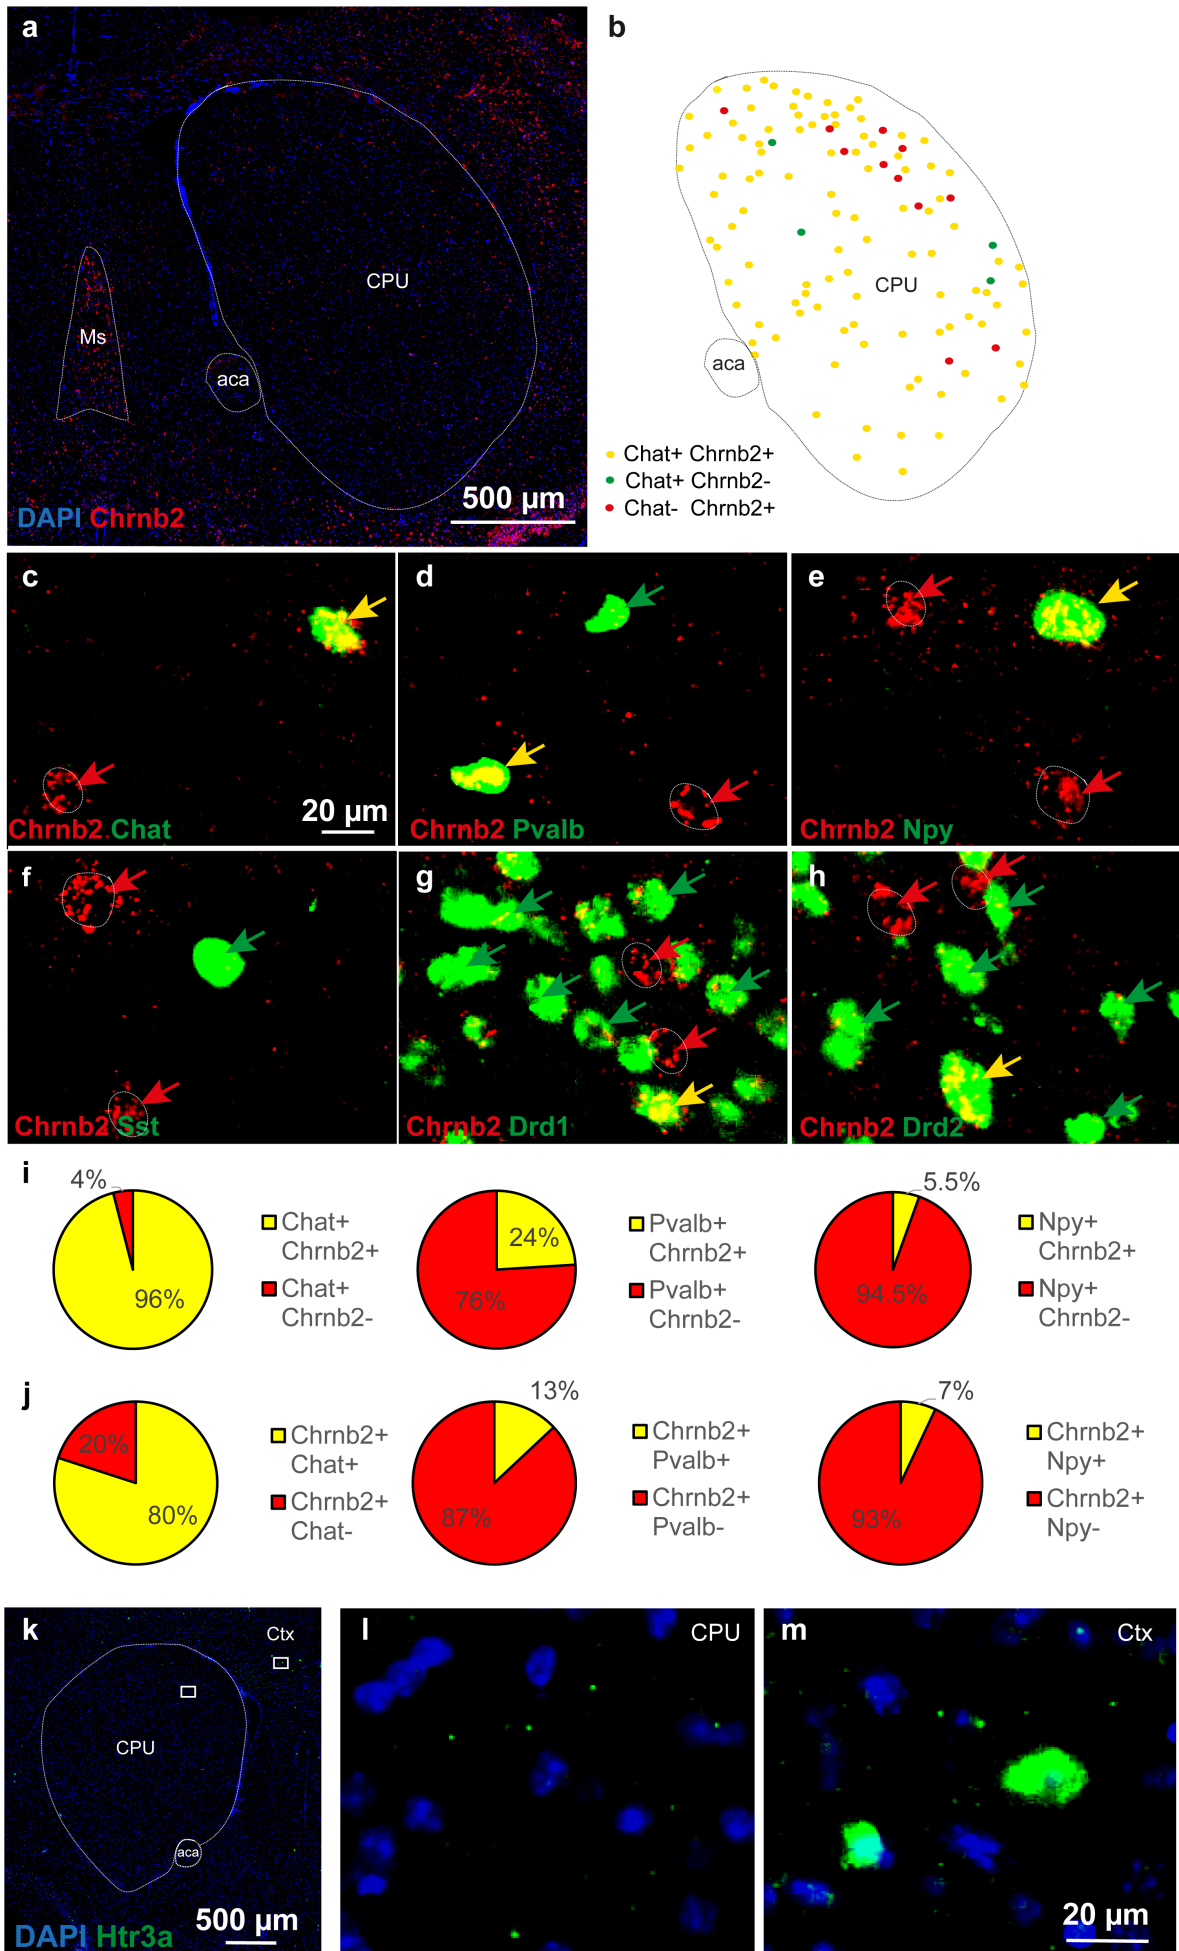 a
Ms
CPU
aca
500 µm
DAPI Chrnb2
b
CPU
aca
Chat+ Chrnb2+
Chat+ Chrnb2-
Chat- Chrnb2+
c
20 µm
Chrnb2 Chat
d
Chrnb2 Pvalb
e
Chrnb2 Npy
f
Chrnb2 Sst
g
Chrnb2 Drd1
h
Chrnb2 Drd2
i
4%
96%
Chat+
Chrnb2+
Chat+
Chrnb2-
24%
76%
Pvalb+
Chrnb2+
Pvalb+
Chrnb2-
5.5%
94.5%
Npy+
Chrnb2+
Npy+
Chrnb2-
j
20%
80%
Chrnb2+
Chat+
Chrnb2+
Chat-
13%
87%
Chrnb2+
Pvalb+
Chrnb2+
Pvalb-
7%
93%
Chrnb2+
Npy+
Chrnb2+
Npy-
k
Ctx
CPU
aca
500 µm
DAPI Htr3a
l
CPU
m
Ctx
20 µm